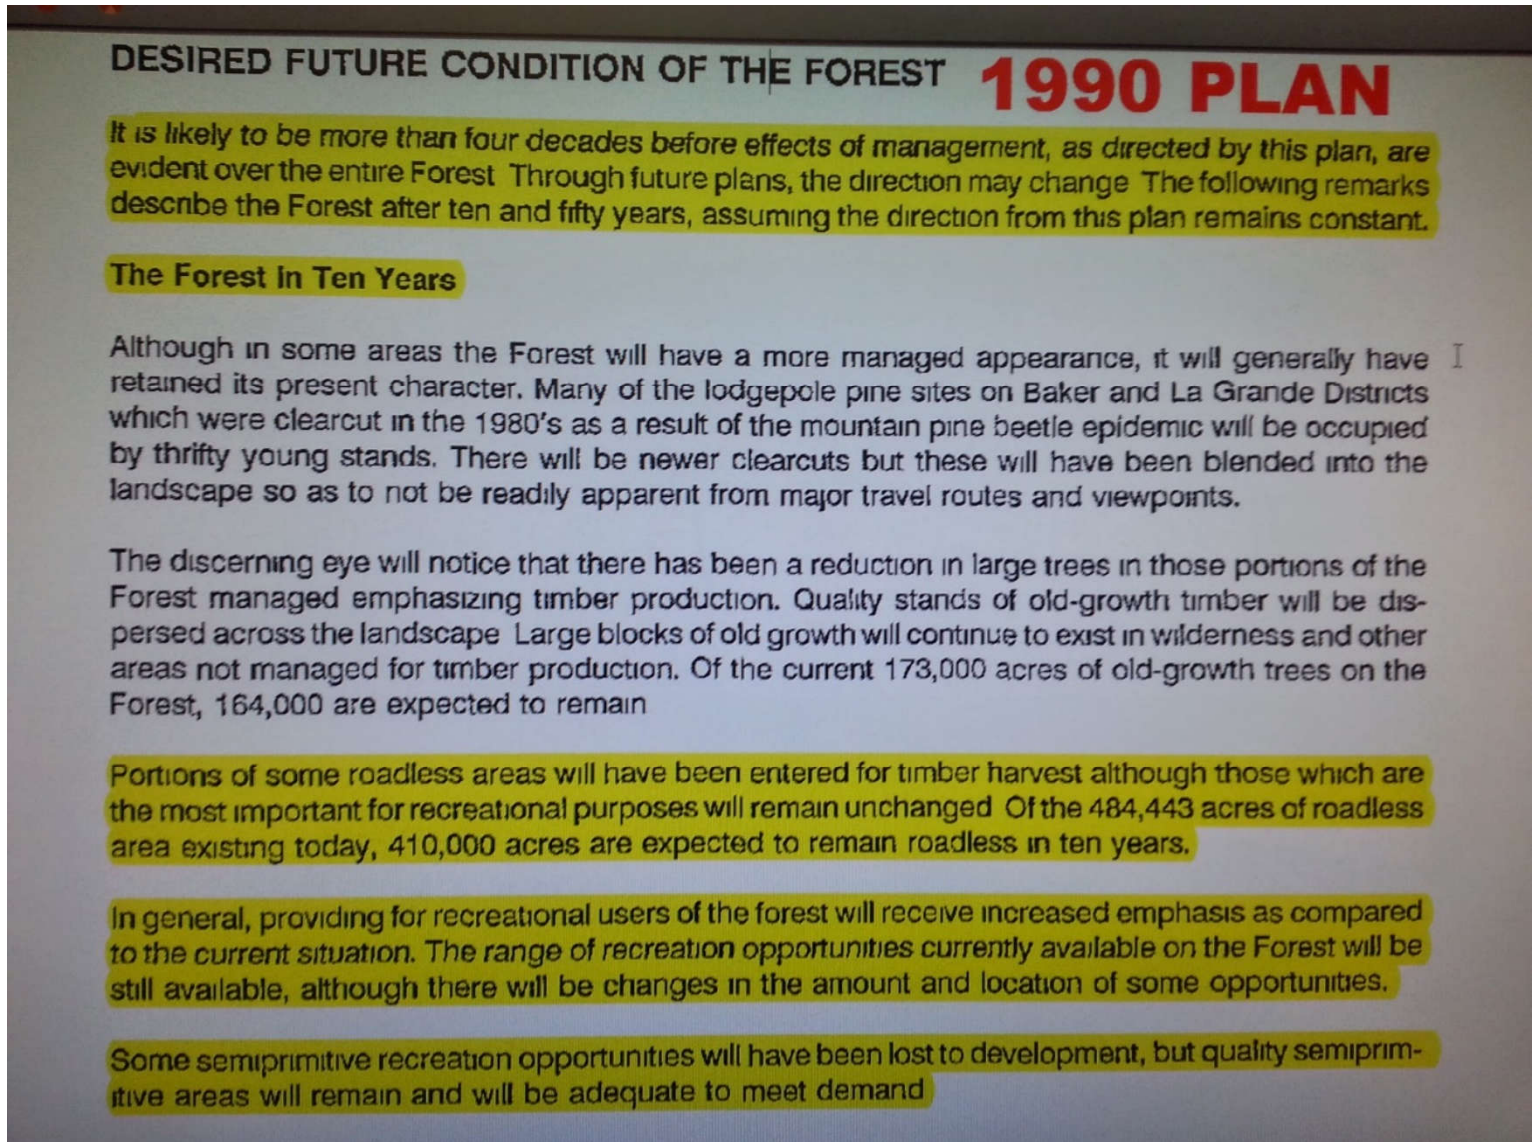 DESIRED FUTURE CONDITION OF THE FOREST 1990 PLAN
It is likely to be more than four decades before effects of management, as directed by this plan, are
evident over the entire Forest Through future plans, the direction may change The following remarks
describe the Forest after ten and fifty years, assuming the direction from this plan remains constant.
The Forest in Ten Years
Although in some areas the Forest will have a more managed appearance, it will generally have
retained its present character. Many of the lodgepole pine sites on Baker and La Grande Districts
which were clearcut in the 1980's as a result of the mountain pine beetle epidemic will be occupied
by thrifty young stands. There will be newer clearcuts but these will have been blended into the
landscape so as to not be readily apparent from major travel routes and viewpoints.
The discerning eye will notice that there has been a reduction in large trees in those portions of the
Forest managed emphasizing timber production. Quality stands of old-growth timber will be dis-
persed across the landscape Large blocks of old growth will continue to exist in wilderness and other
areas not managed for timber production. Of the current 173,000 acres of old-growth trees on the
Forest, 164,000 are expected to remain
Portions of some roadless areas will have been entered for timber harvest although those which are
the most important for recreational purposes will remain unchanged Of the 484,443 acres of roadless
area existing today, 410,000 acres are expected to remain roadless in ten years.
In general, providing for recreational users of the forest will receive increased emphasis as compared
to the current situation. The range of recreation opportunities currently available on the Forest will be
still available, although there will be changes in the amount and location of some opportunities.
Some semiprimitive recreation opportunities will have been lost to development, but quality semiprim-
itive areas will remain and will be adequate to meet demand